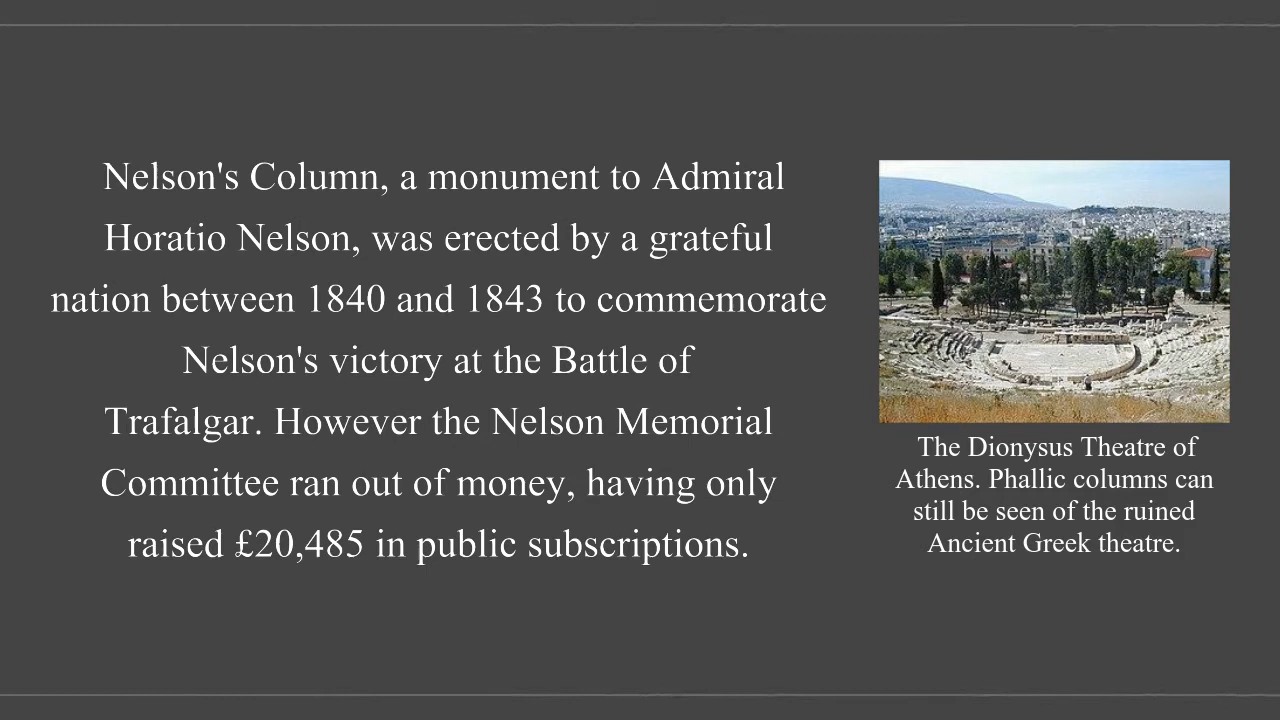 Nelson's Column, a monument to Admiral
Horatio Nelson, was erected by a grateful
nation between 1840 and 1843 to commemorate
Nelson's victory at the Battle of
Trafalgar. However the Nelson Memorial
Committee ran out of money, having only
raised £20,485 in public subscriptions.
The Dionysus Theatre of
Athens. Phallic columns can
still be seen of the ruined
Ancient Greek theatre.